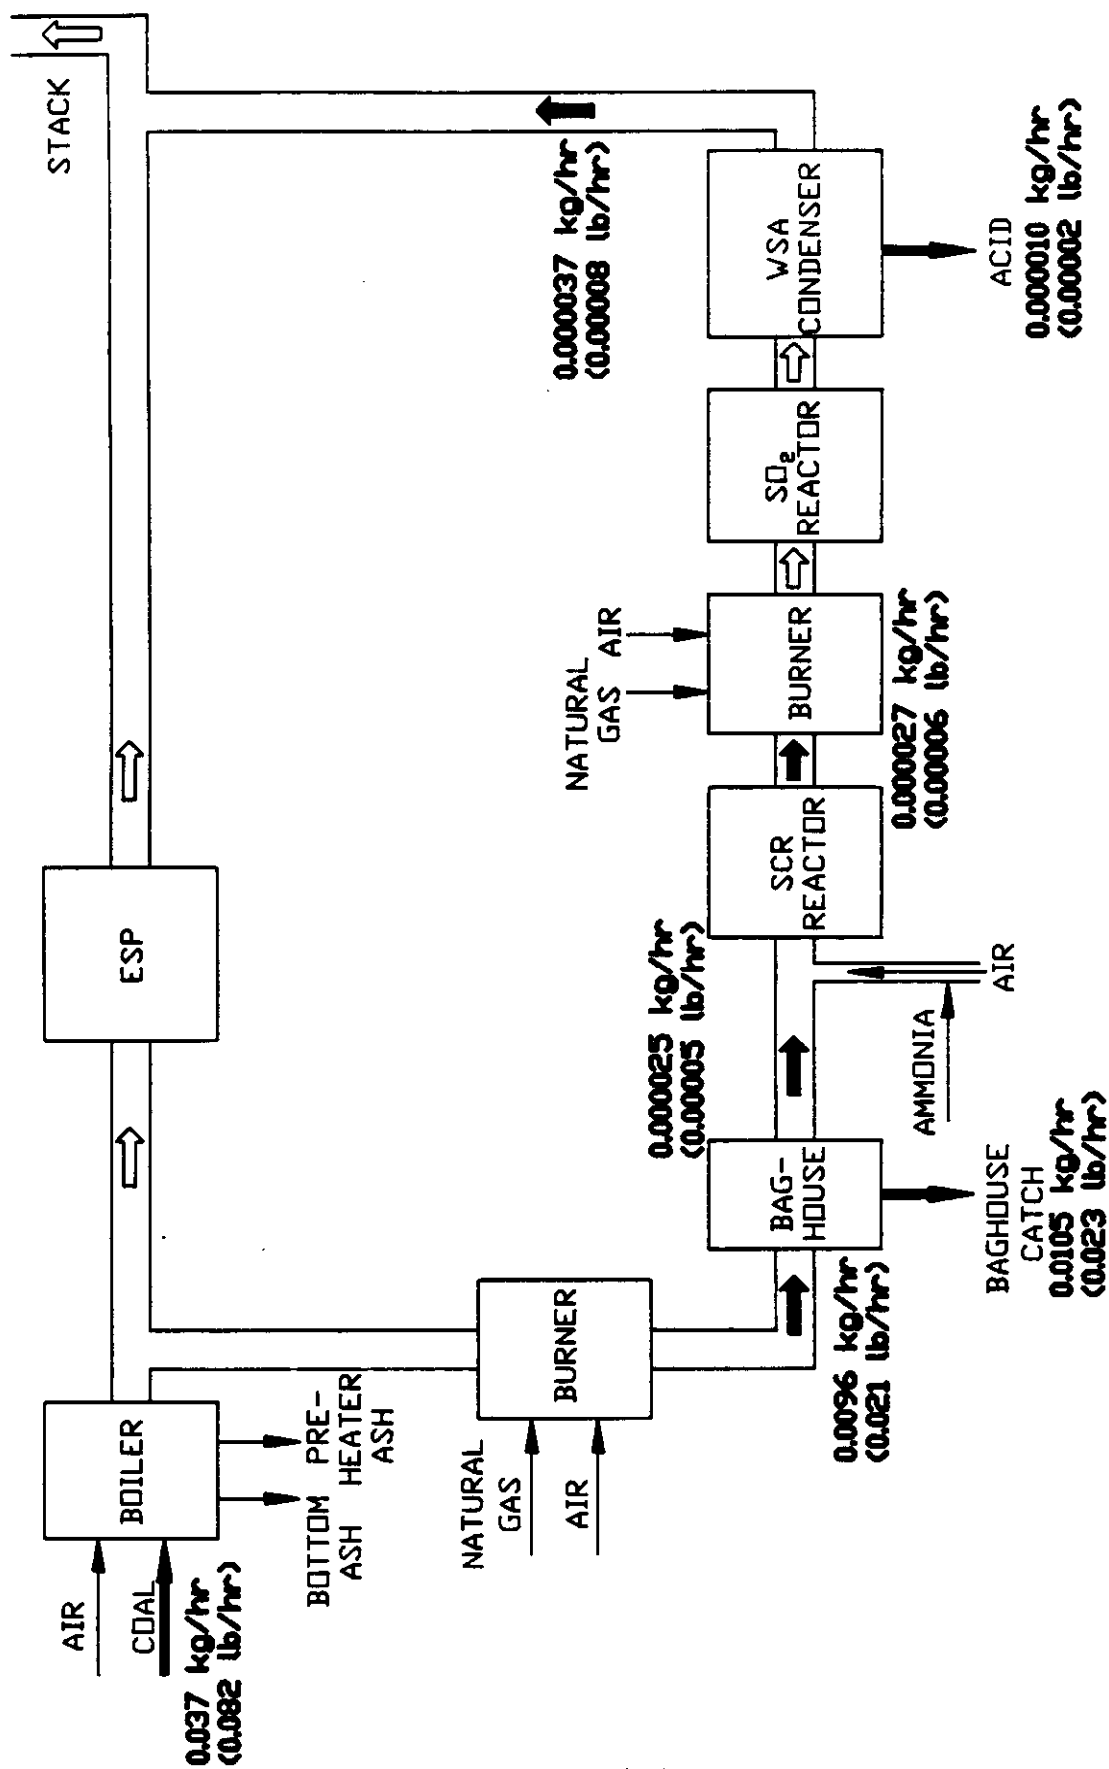 AIR
COAL
0.037 kg/hr
(0.082 lb/hr)
BOILER
BOTTOM
ASH
PRE-
HEATER
ASH
ESP
STACK
NATURAL
GAS
AIR
BURNER
0.0096 kg/hr
(0.021 lb/hr)
BAG-
HOUSE
BAGHOUSE
CATCH
0.0105 kg/hr
(0.023 lb/hr)
0.000025 kg/hr
(0.00005 lb/hr)
AMMONIA
AIR
SCR
REACTOR
0.000027 kg/hr
(0.00006 lb/hr)
NATURAL
GAS
AIR
BURNER
SO₂
REACTOR
WSA
CONDENSER
0.000037 kg/hr
(0.00008 lb/hr)
ACID
0.000010 kg/hr
(0.00002 lb/hr)